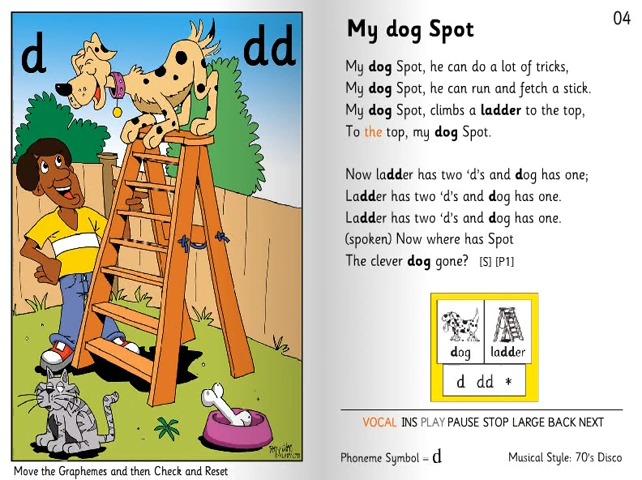 d
dd
Move the Graphemes and then Check and Reset
04
My dog Spot
My dog Spot, he can do a lot of tricks,
My dog Spot, he can run and fetch a stick.
My dog Spot, climbs a ladder to the top,
To the top, my dog Spot.
Now ladder has two ‘d’s and dog has one;
Ladder has two ‘d’s and dog has one.
Ladder has two ‘d’s and dog has one.
(spoken) Now where has Spot
The clever dog gone? [S] [P1]
dog ladder
d dd *
VOCAL INS PLAY PAUSE STOP LARGE BACK NEXT
Phoneme Symbol = d
Musical Style: 70's Disco